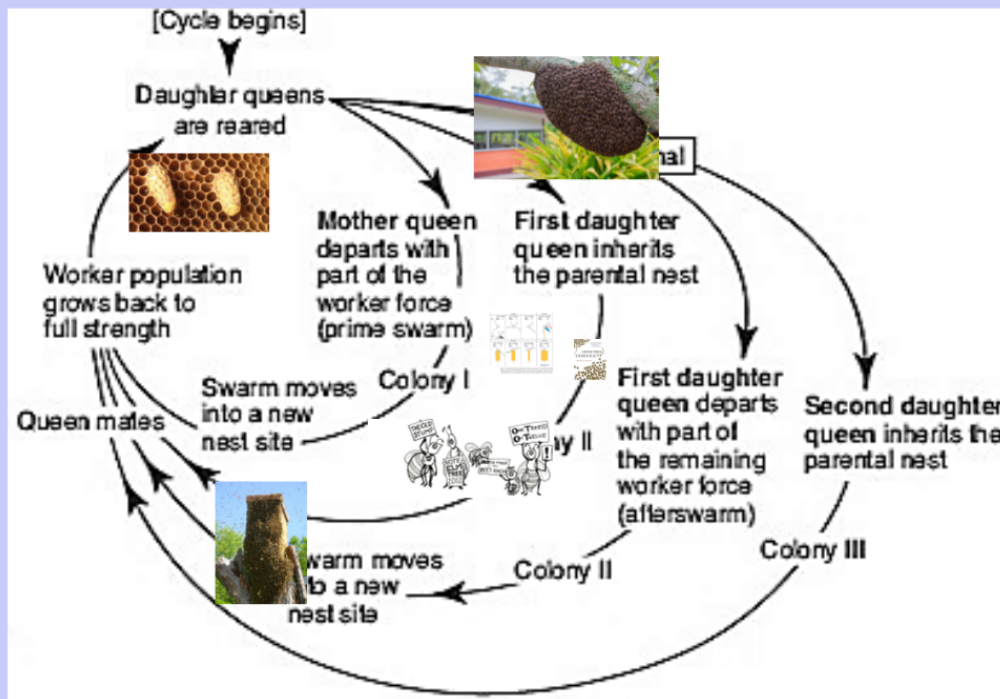 [Cycle begins]
Daughter queens
are reared
nal
Mother queen
departs with
part of the
worker force
(prime swarm)
First daughter
queen inherits
the parental nest
Worker population
grows back to
full strength
Colony I
Swarm moves
into a new
nest site
Queen mates
First daughter
queen departs
with part of
the remaining
worker force
(afterswarm)
Second daughter
queen inherits the
parental nest
ny II
warm moves
to a new
nest site
Colony II
Colony III